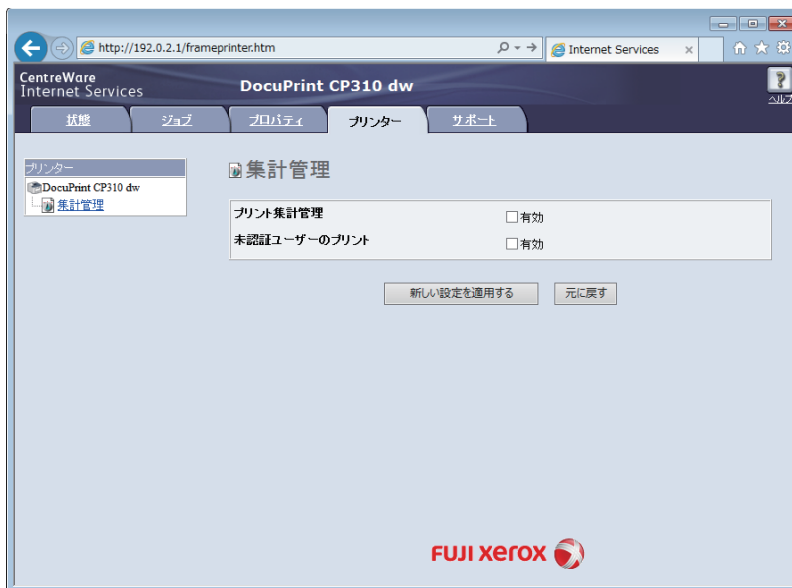 http://192.0.2.1/frameprinter.htm
Internet Services
CentreWare
Internet Services
DocuPrint CP310 dw
ヘルプ
状態
ジョブ
プロパティ
プリンター
サポート
プリンター
DocuPrint CP310 dw
集計管理
集計管理
プリント集計管理
有効
未認証ユーザーのプリント
有効
新しい設定を適用する
元に戻す
FUJI xerox